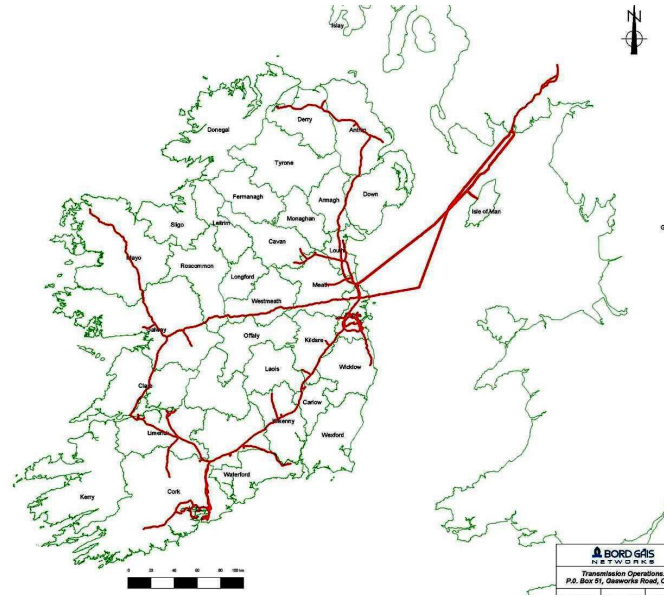 Islay
N
Derry
Antrim
Donegal
Tyrone
Fermanagh
Armagh
Down
Monaghan
Isle of Man
Sligo
Leitrim
Cavan
Louth
Mayo
Roscommon
Longford
Meath
Westmeath
Galway
Offaly
Kildare
Laois
Wicklow
Clare
Carlow
Kilkenny
Limerick
Wexford
Waterford
Kerry
Cork
0 20 40 60 80 100 km
BORD GÁIS
NETWORKS
Transmission Operations,
P.O. Box 51, Gasworks Road, C